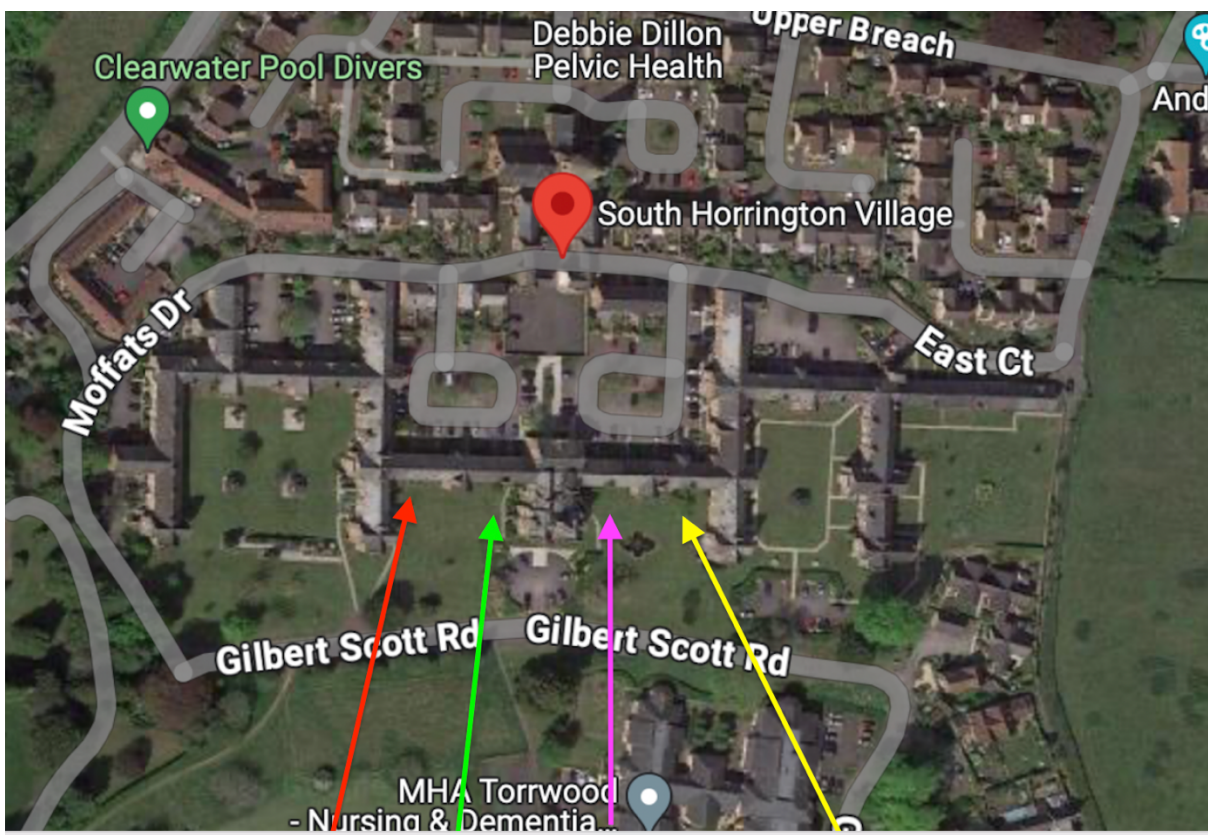 Upper Breach
Debbie Dillon
Pelvic Health
Clearwater Pool Divers
And
South Horrington Village
Moffats Dr
East Ct
Gilbert Scott Rd
Gilbert Scott Rd
MHA Torrwood
- Nursing & Dementia...
G